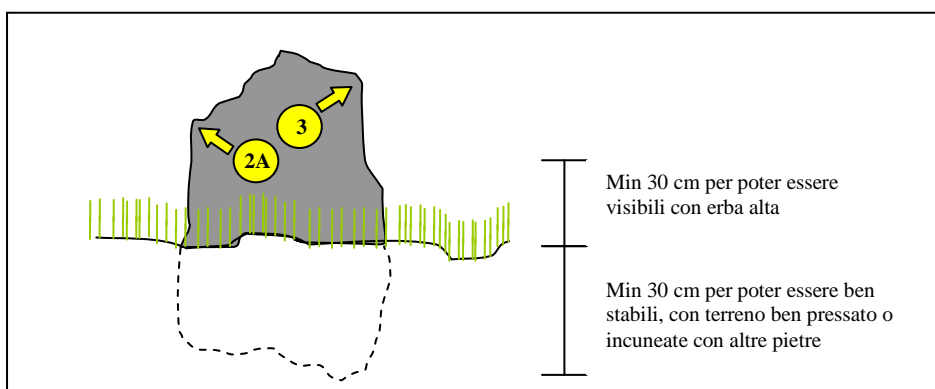 3
2A
Min 30 cm per poter essere
visibili con erba alta
Min 30 cm per poter essere ben
stabili, con terreno ben pressato o
incuneate con altre pietre